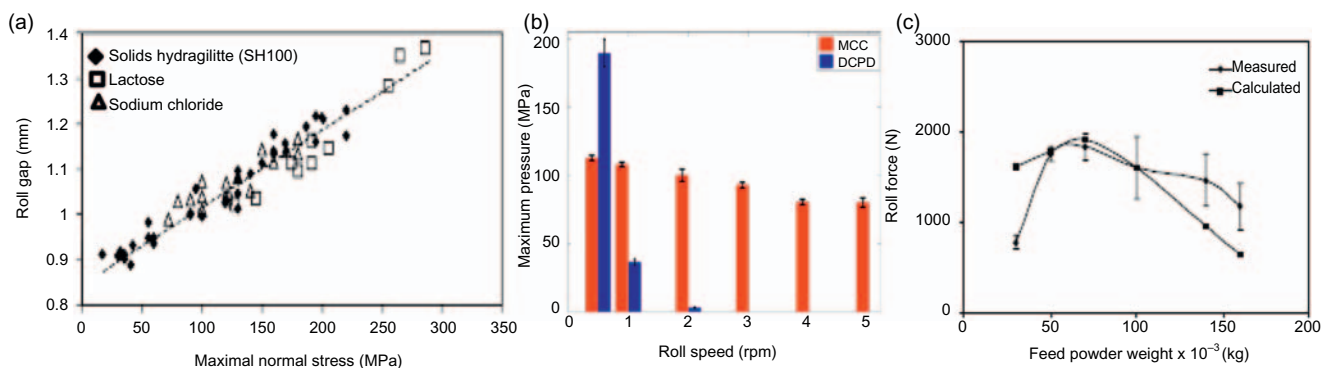 (a)
1.4
1.3
1.2
1.1
1
0.9
0.8
Roll gap (mm)
Solids hydragilitte (SH100)
Lactose
Sodium chloride
0 50 100 150 200 250 300 350
Maximal normal stress (MPa)
(b)
200
150
100
50
0
Maximum pressure (MPa)
MCC
DCPD
0 1 2 3 4 5
Roll speed (rpm)
(c)
3000
2000
1000
0
Roll force (N)
Measured
Calculated
0 50 100 150 200
Feed powder weight x 10⁻³ (kg)